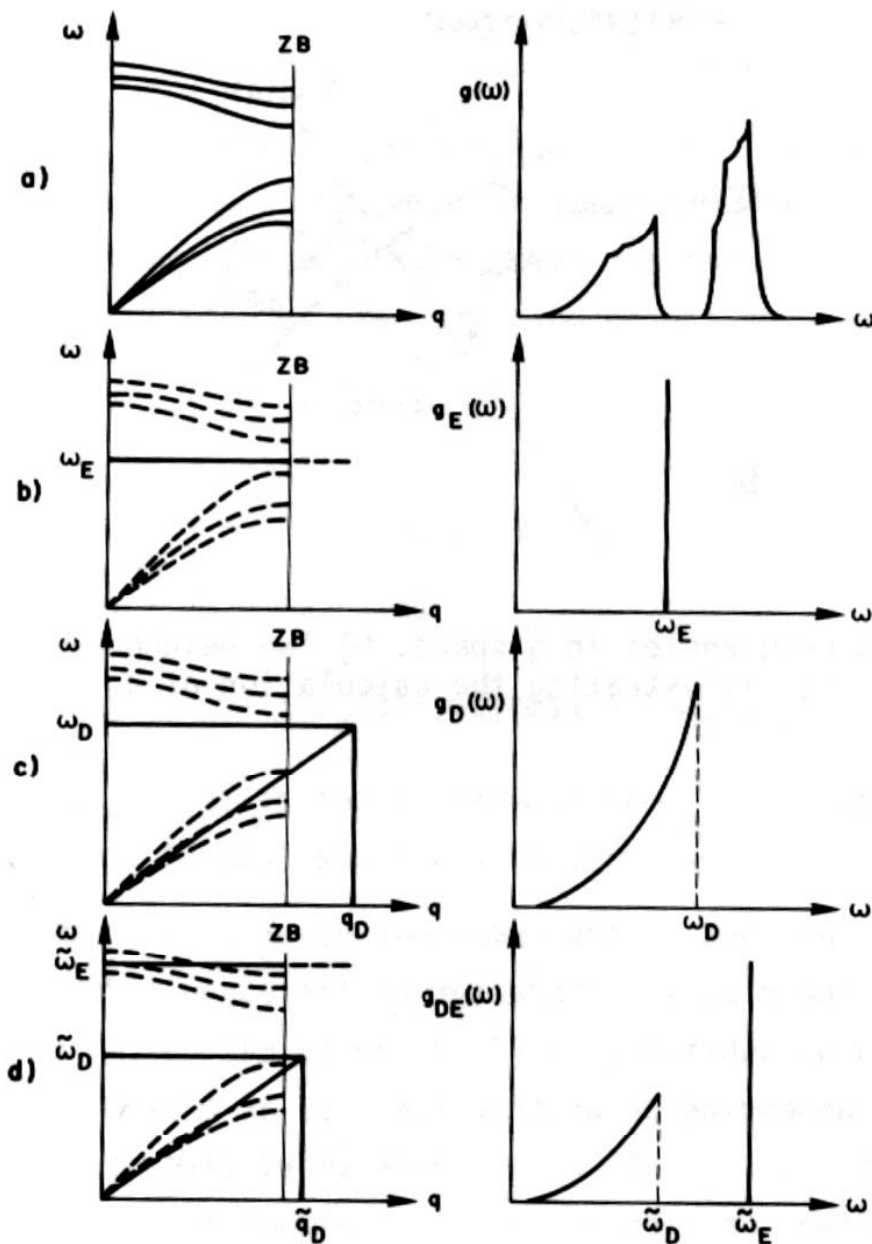 ω
ZB
g(ω)
a)
q
ω
ω
ZB
g_E(ω)
ω_E
b)
q
ω_E
ω
ω
ZB
g_D(ω)
ω_D
c)
q_D
q
ω_D
ω
ω
ZB
ω̃_E
g_DE(ω)
ω̃_D
d)
q
ω
q̃_D
ω̃_D
ω̃_E